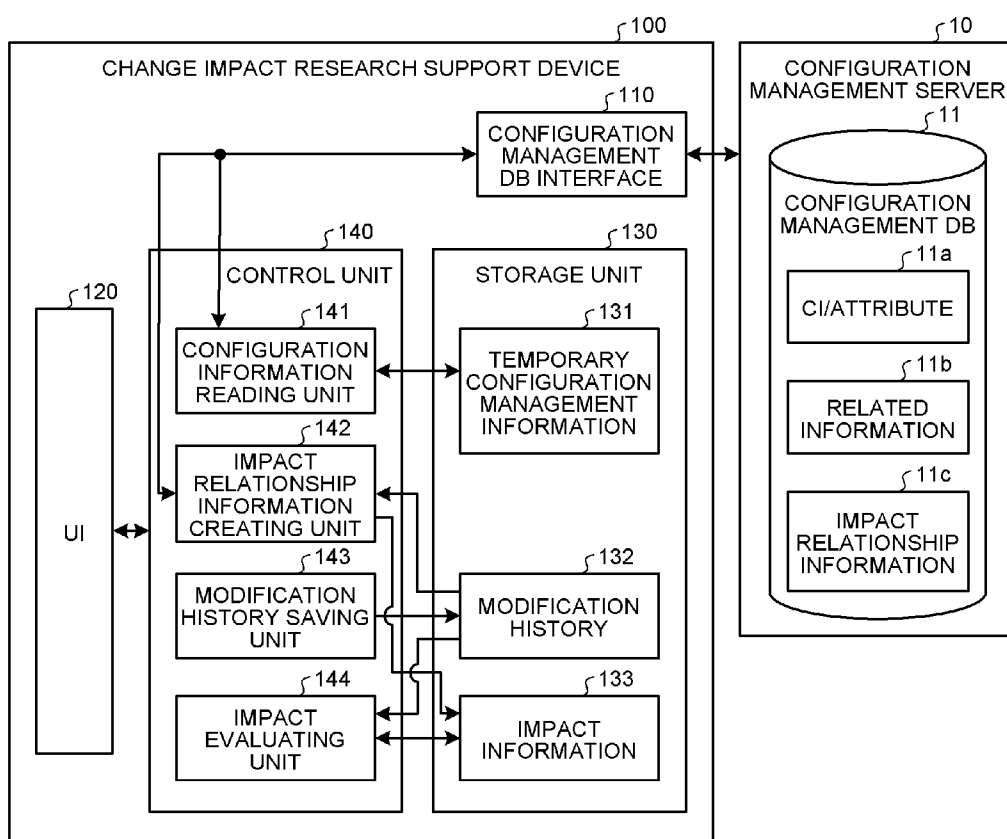 100
CHANGE IMPACT RESEARCH SUPPORT DEVICE
110
CONFIGURATION
MANAGEMENT
DB INTERFACE
10
CONFIGURATION
MANAGEMENT SERVER
11
CONFIGURATION
MANAGEMENT DB
11a
CI/ATTRIBUTE
11b
RELATED
INFORMATION
11c
IMPACT
RELATIONSHIP
INFORMATION
120
UI
140
CONTROL UNIT
141
CONFIGURATION
INFORMATION
READING UNIT
142
IMPACT
RELATIONSHIP
INFORMATION
CREATING UNIT
143
MODIFICATION
HISTORY SAVING
UNIT
144
IMPACT
EVALUATING
UNIT
130
STORAGE UNIT
131
TEMPORARY
CONFIGURATION
MANAGEMENT
INFORMATION
132
MODIFICATION
HISTORY
133
IMPACT
INFORMATION